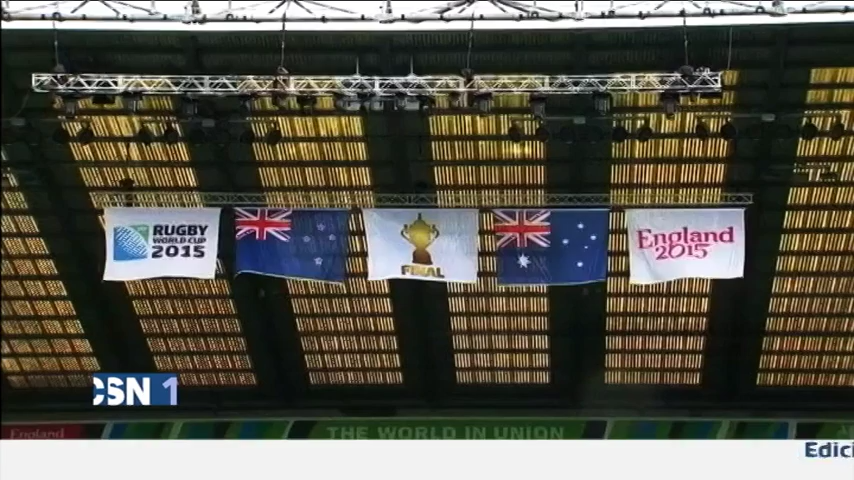 RUGBY
WORLD CUP
2015
FINAL
England
2015
CSN 1
England
THE WORLD IN UNION
Edici